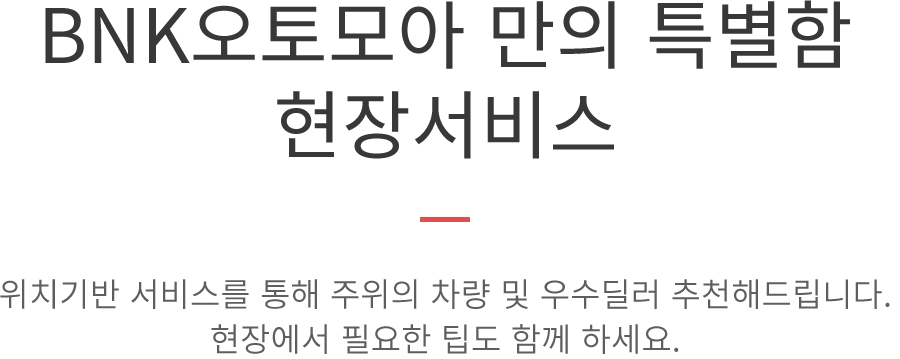 BNK오토모아 만의 특별함
현장서비스
위치기반 서비스를 통해 주위의 차량 및 우수딜러 추천해드립니다.
현장에서 필요한 팁도 함께 하세요.